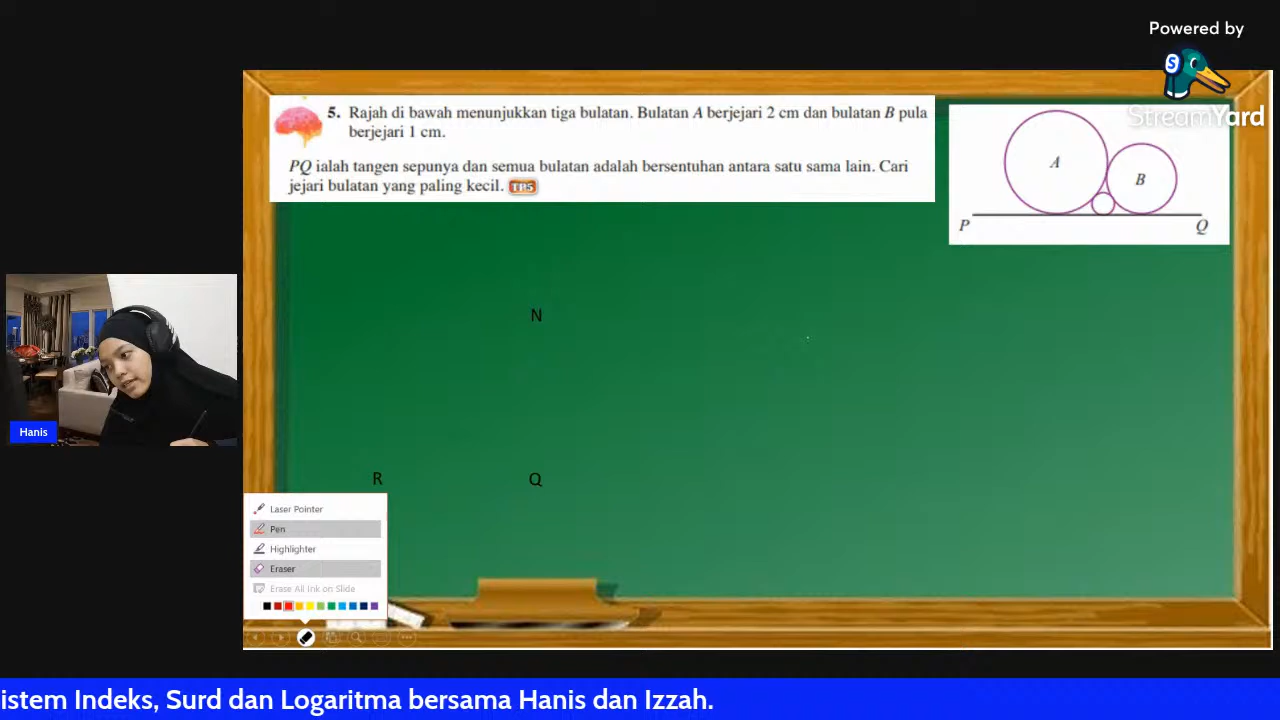 Powered by
StreamYard
5. Rajah di bawah menunjukkan tiga bulatan. Bulatan A berjejari 2 cm dan bulatan B pula
berjejari 1 cm.
PQ ialah tangen sepunya dan semua bulatan adalah bersentuhan antara satu sama lain. Cari
jejari bulatan yang paling kecil. TP5
A
B
P
Q
N
R
Q
Hanis
Laser Pointer
Pen
Highlighter
Eraser
Erase All Ink on Slide
istem Indeks, Surd dan Logaritma bersama Hanis dan Izzah.